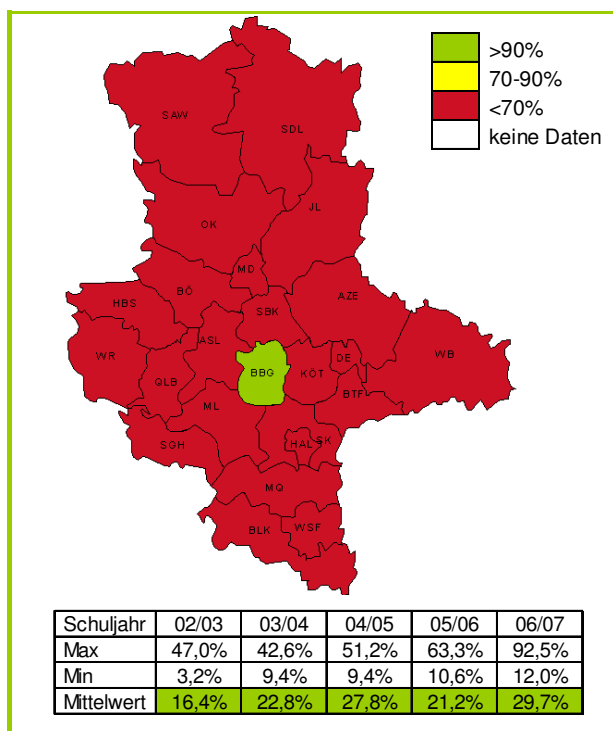 >90%
70-90%
<70%
keine Daten
SAW
SDL
OK
JL
MD
BÖ
HBS
SBK
AZE
ASL
WR
QLB
BBG
KÖT
DE
WB
BTF
ML
SGH
HAL
SK
MQ
BLK
WSF
Schuljahr 02/03 03/04 04/05 05/06 06/07
Max 47,0% 42,6% 51,2% 63,3% 92,5%
Min 3,2% 9,4% 9,4% 10,6% 12,0%
Mittelwert 16,4% 22,8% 27,8% 21,2% 29,7%